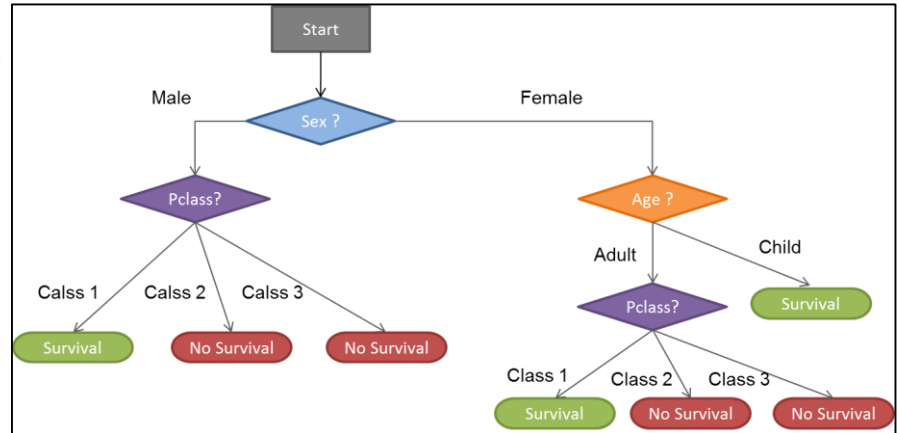 Start
Male
Female
Sex ?
Pclass?
Age ?
Adult
Child
Calss 1
Calss 2
Calss 3
Pclass?
Survival
Survival
No Survival
No Survival
Class 1
Class 2
Class 3
Survival
No Survival
No Survival